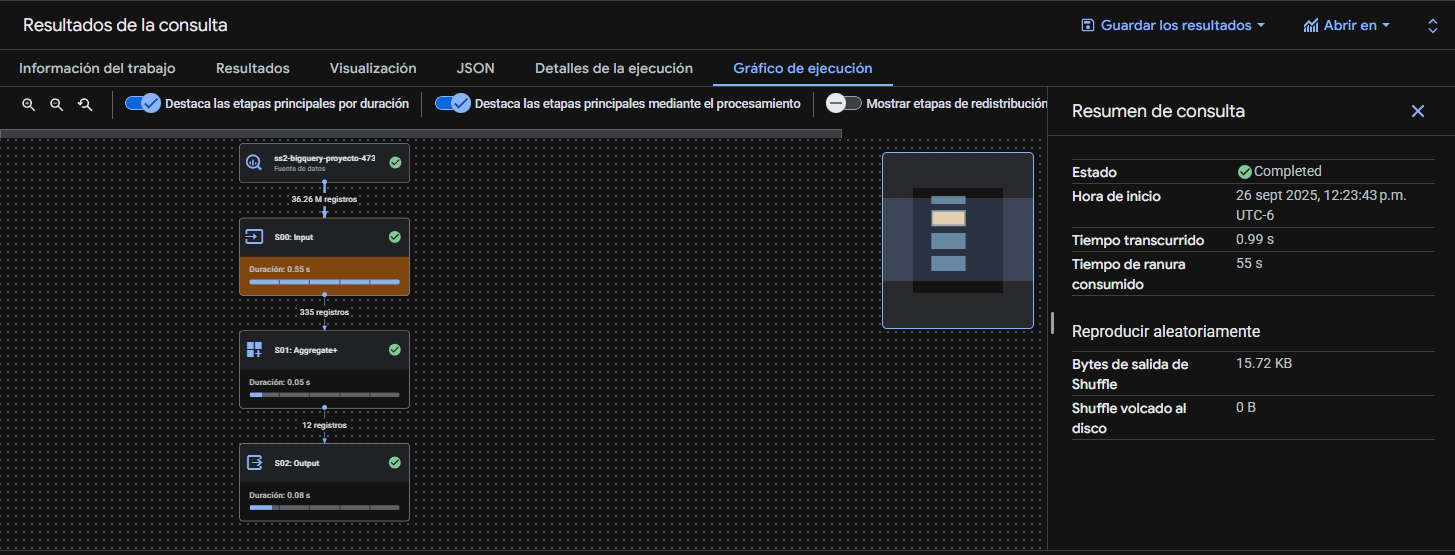 Resultados de la consulta
Guardar los resultados
Abrir en
Información del trabajo
Resultados
Visualización
JSON
Detalles de la ejecución
Gráfico de ejecución
Destaca las etapas principales por duración
Destaca las etapas principales mediante el procesamiento
Mostrar etapas de redistribución
ss2-bigquery-proyecto-473
Fuente de datos
36.26 M registros
S00: Input
Duración: 0.55 s
335 registros
S01: Aggregate+
Duración: 0.05 s
12 registros
S02: Output
Duración: 0.08 s
Resumen de consulta
Estado
Completed
Hora de inicio
26 sept 2025, 12:23:43 p.m.
UTC-6
Tiempo transcurrido
0.99 s
Tiempo de ranura
consumido
55 s
Reproducir aleatoriamente
Bytes de salida de
Shuffle
15.72 KB
Shuffle volcado al
disco
0 B